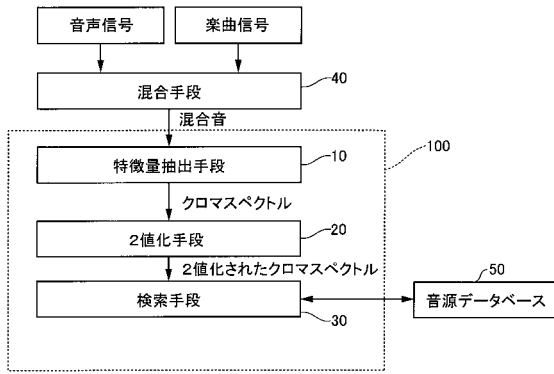 音声信号
楽曲信号
混合手段
40
混合音
100
特徴量抽出手段
10
クロマスペクトル
2値化手段
20
2値化されたクロマスペクトル
検索手段
30
50
音源データベース